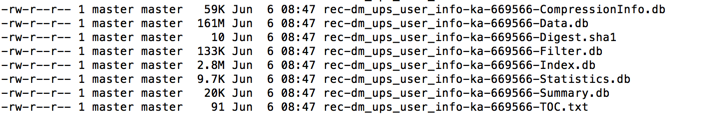 -rw-r--r-- 1 master master 59K Jun 6 08:47 rec-dm_ups_user_info-ka-669566-CompressionInfo.db
-rw-r--r-- 1 master master 161M Jun 6 08:47 rec-dm_ups_user_info-ka-669566-Data.db
-rw-r--r-- 1 master master 10 Jun 6 08:47 rec-dm_ups_user_info-ka-669566-Digest.sha1
-rw-r--r-- 1 master master 133K Jun 6 08:47 rec-dm_ups_user_info-ka-669566-Filter.db
-rw-r--r-- 1 master master 2.8M Jun 6 08:47 rec-dm_ups_user_info-ka-669566-Index.db
-rw-r--r-- 1 master master 9.7K Jun 6 08:47 rec-dm_ups_user_info-ka-669566-Statistics.db
-rw-r--r-- 1 master master 20K Jun 6 08:47 rec-dm_ups_user_info-ka-669566-Summary.db
-rw-r--r-- 1 master master 91 Jun 6 08:47 rec-dm_ups_user_info-ka-669566-TOC.txt